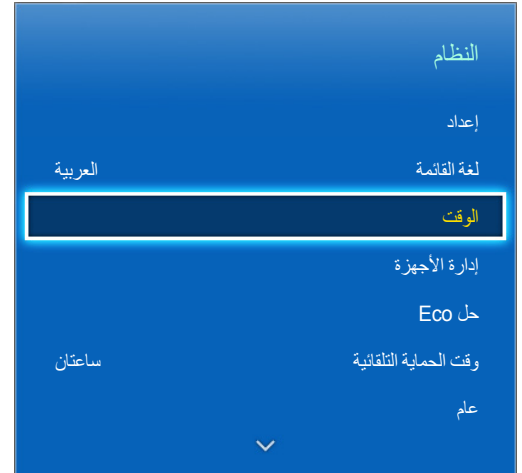 النظام
إعداد
لغة القائمة العربية
الوقت
إدارة الأجهزة
حل Eco
وقت الحماية التلقائية ساعتان
عام